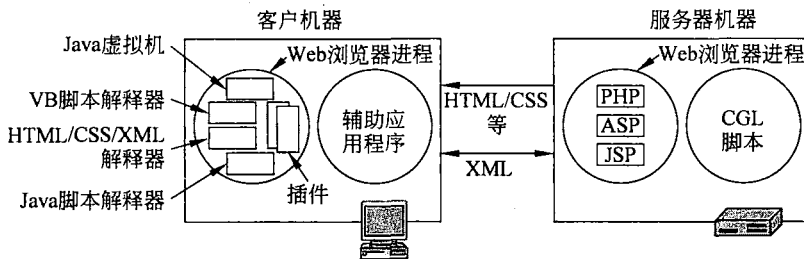 客户机器
服务器机器
Java虚拟机
Web浏览器进程
Web浏览器进程
VB脚本解释器
HTML/CSS/XML
解释器
Java脚本解释器
插件
辅助应
用程序
HTML/CSS
等
XML
PHP
ASP
JSP
CGL
脚本